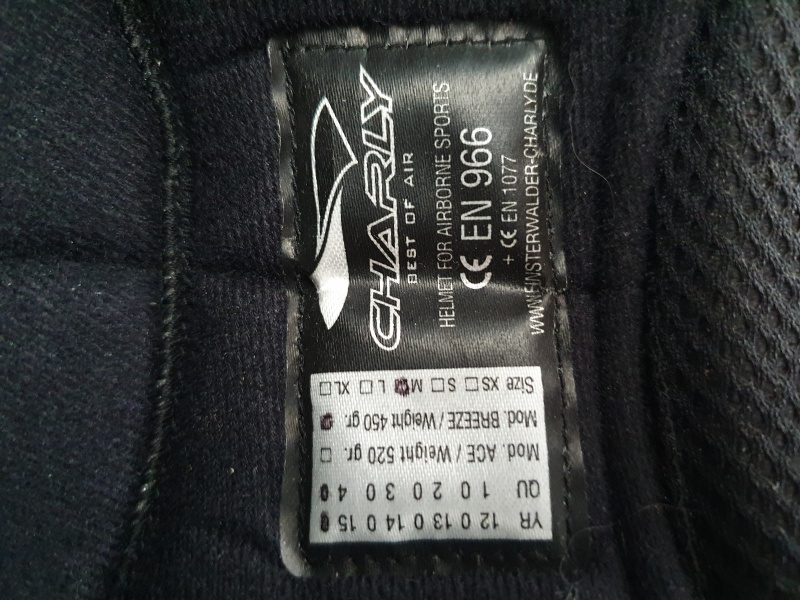 CHARLY
BEST OF AIR
HELMET FOR AIRBORNE SPORTS
CE EN 966
+ CE EN 1077
WWW.FINSTERWALDER-CHARLY.DE
YR 12 0 13 0 14 0 15 0
QU 1 0 2 0 3 0 4 0
Mod. ACE / Weight 520 gr. ☐
Mod. BREEZE / Weight 450 gr.
Size XS ☐ S ☐ M L ☐ XL ☐